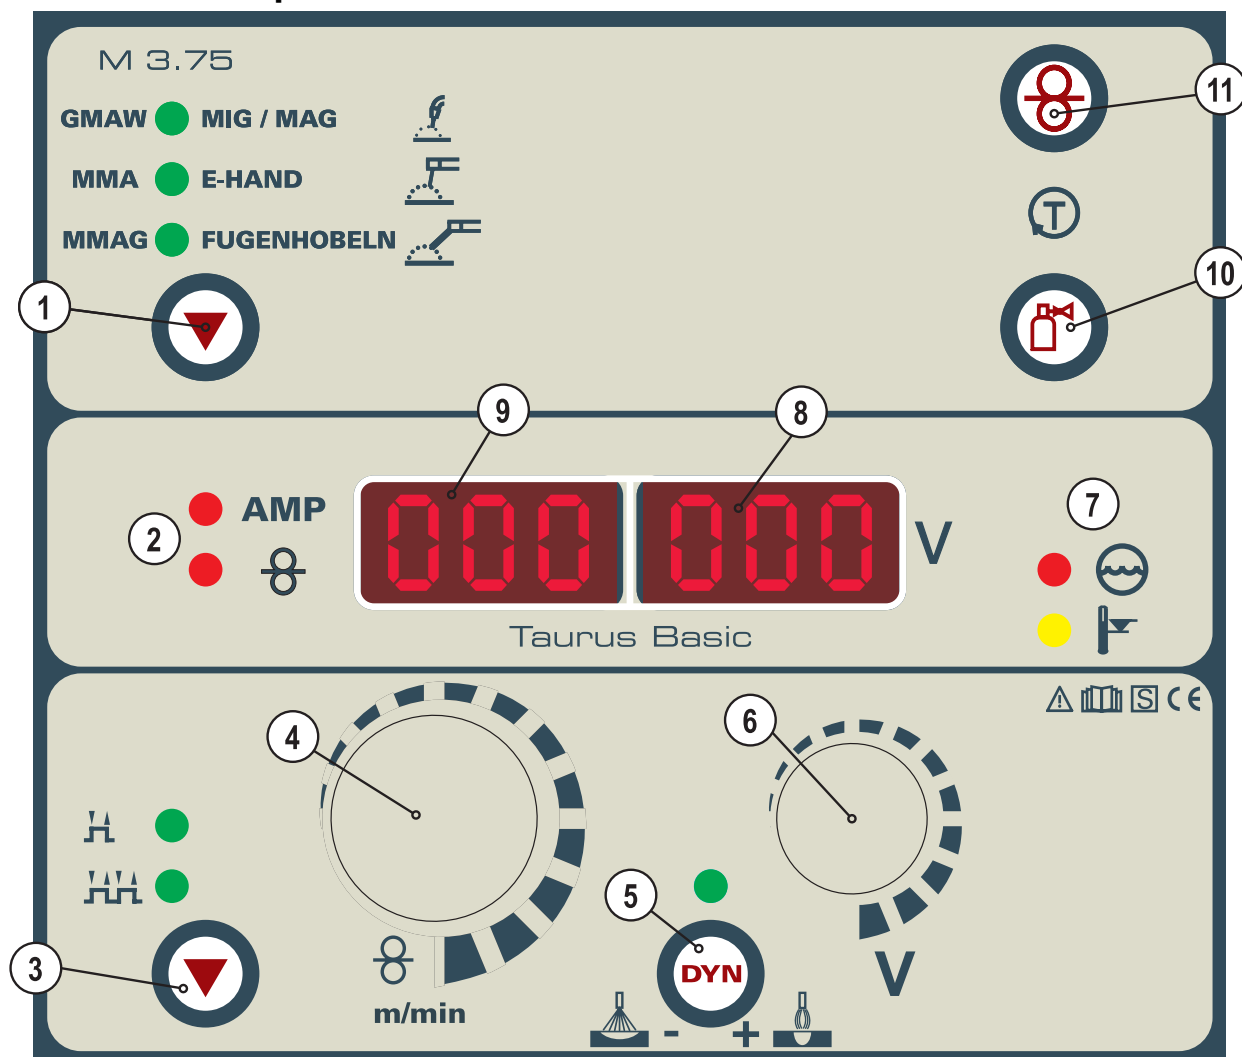 M 3.75
GMAW MIG / MAG
MMA E-HAND
MMAG FUGENHOBELN
1
11
T
10
9
8
2
AMP
000
000
V
7
Taurus Basic
4
6
S CE
3
m/min
5
DYN
- +
V